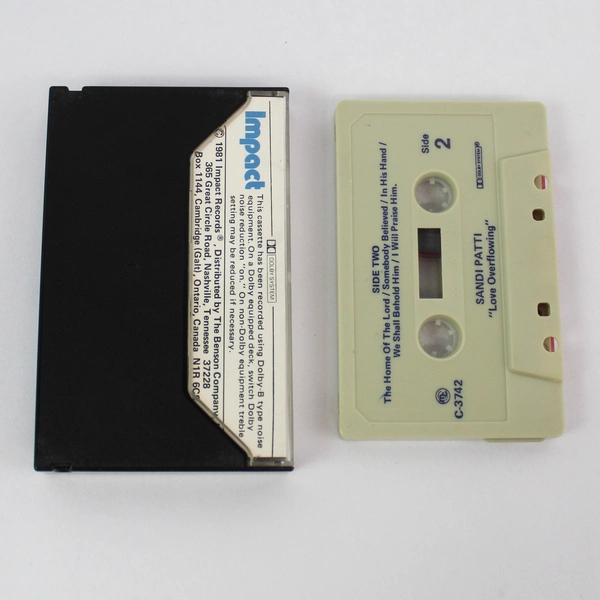 Impact
© 1981 Impact Records®, Distributed by The Benson Company
365 Great Circle Road, Nashville, Tennessee 37228
Box 1144, Cambridge (Galt), Ontario, Canada N1R
DOLBY SYSTEM
This cassette has been recorded using Dolby-B type noise
equipment. On a Dolby equipped deck, switch Dolby
noise reduction "on." On non-Dolby equipment treble
setting may be reduced if necessary.
Side
2
DOLBY SYSTEM
SIDE TWO
The Home Of The Lord / Somebody Believed / In His Hand /
We Shall Behold Him / I Will Praise Him.
C-3742
SANDI PATTI
"Love Overflowing"